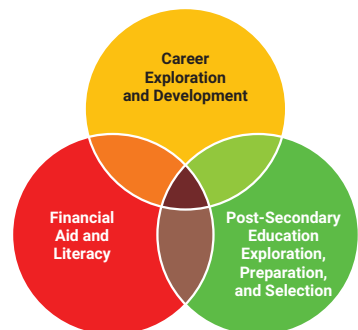 Career
Exploration
and Development
Financial
Aid and
Literacy
Post-Secondary
Education
Exploration,
Preparation,
and Selection